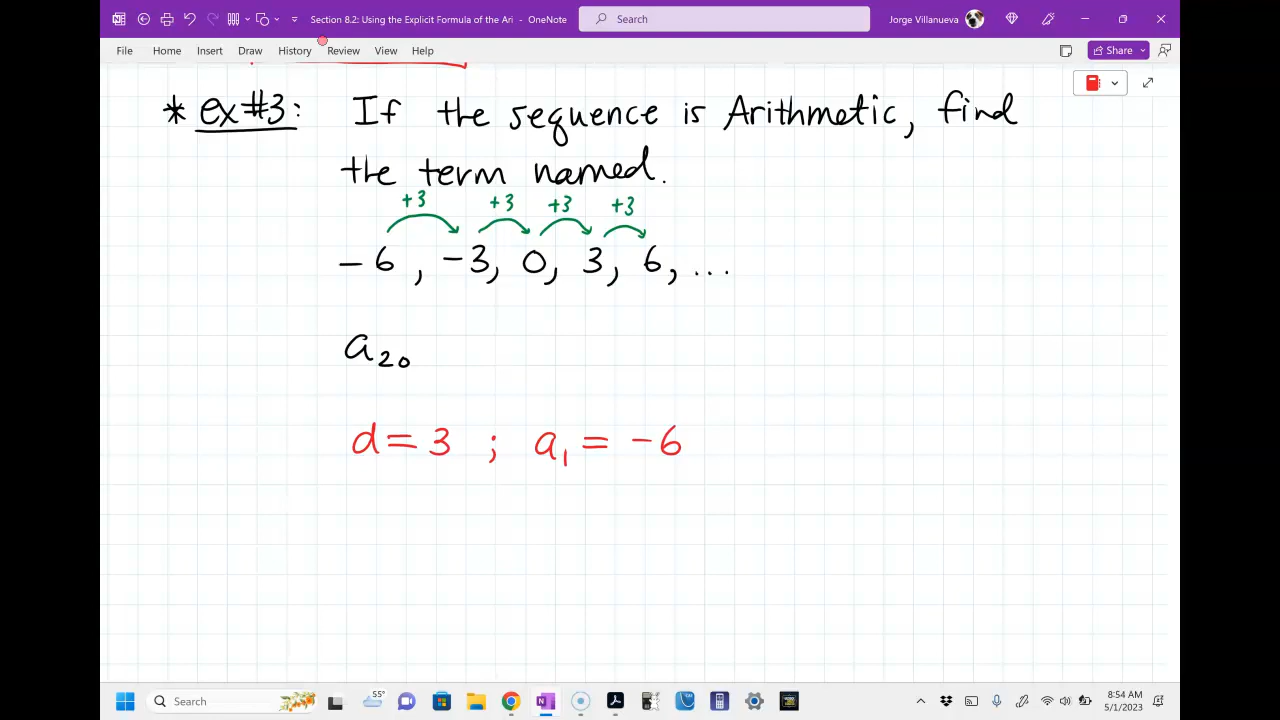 Section 8.2: Using the Explicit Formula of the Ari - OneNote
Search
Jorge Villanueva
File Home Insert Draw History Review View Help
Share
* ex#3: If the sequence is Arithmetic, find
the term named.
+3 +3 +3 +3
-6, -3, 0, 3, 6, ...
a₂₀
d = 3 ; a₁ = -6
Search
55°
8:54 AM
5/1/2023